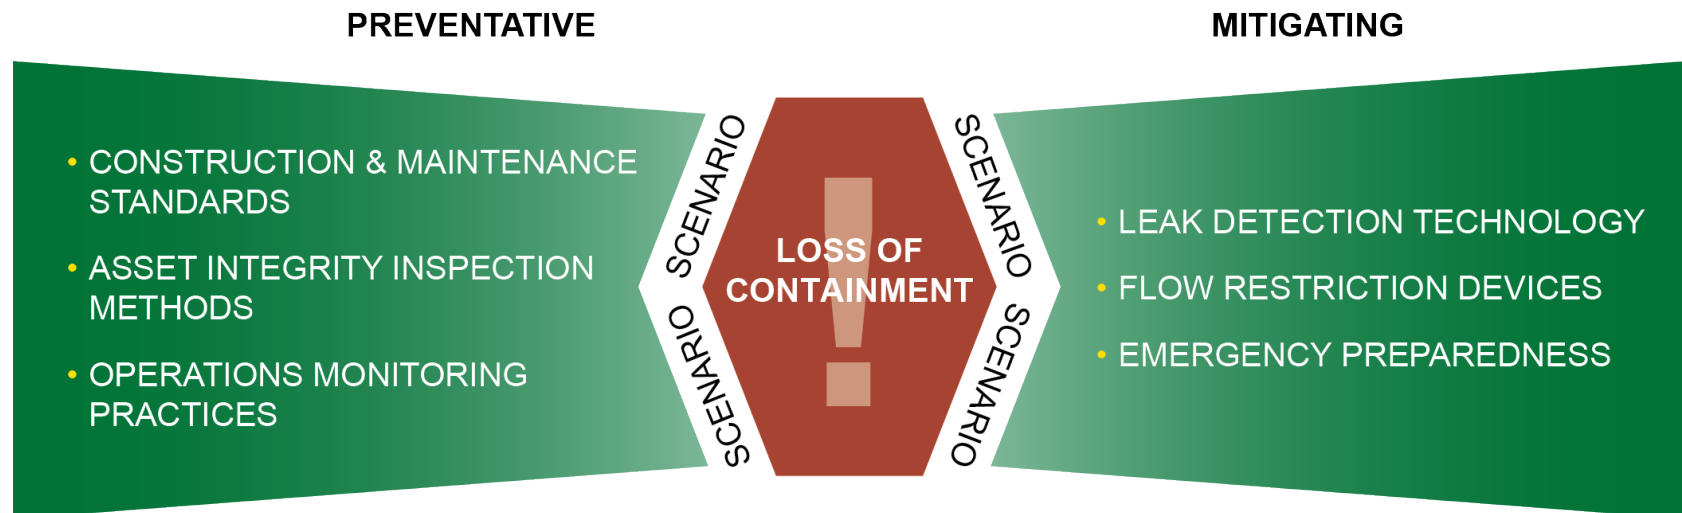 PREVENTATIVE
MITIGATING
• CONSTRUCTION & MAINTENANCE
STANDARDS
• ASSET INTEGRITY INSPECTION
METHODS
• OPERATIONS MONITORING
PRACTICES
SCENARIO
SCENARIO
!
LOSS OF
CONTAINMENT
SCENARIO
SCENARIO
• LEAK DETECTION TECHNOLOGY
• FLOW RESTRICTION DEVICES
• EMERGENCY PREPAREDNESS